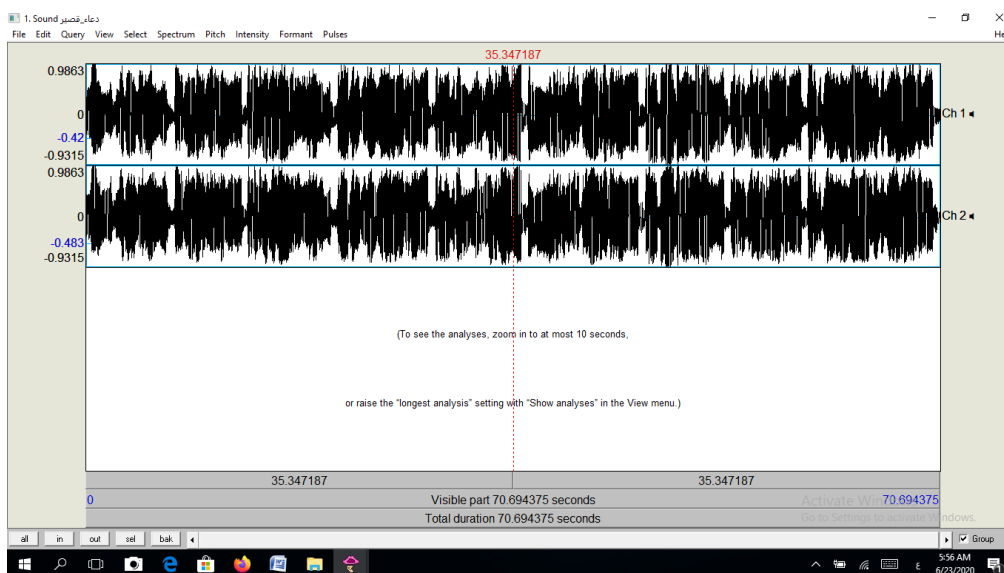 1. Sound دعاء_قصير
File Edit Query View Select Spectrum Pitch Intensity Formant Pulses He
35.347187
0.9863
0
-0.42
-0.9315
Ch 1
0.9863
0
-0.483
-0.9315
Ch 2
(To see the analyses, zoom in to at most 10 seconds,
or raise the "longest analysis" setting with "Show analyses" in the View menu.)
35.347187 35.347187
0 Visible part 70.694375 seconds 70.694375
Total duration 70.694375 seconds
Activate Windows
Go to Settings to activate Windows.
all in out sel bak Group
5:56 AM
ع 6/23/2020